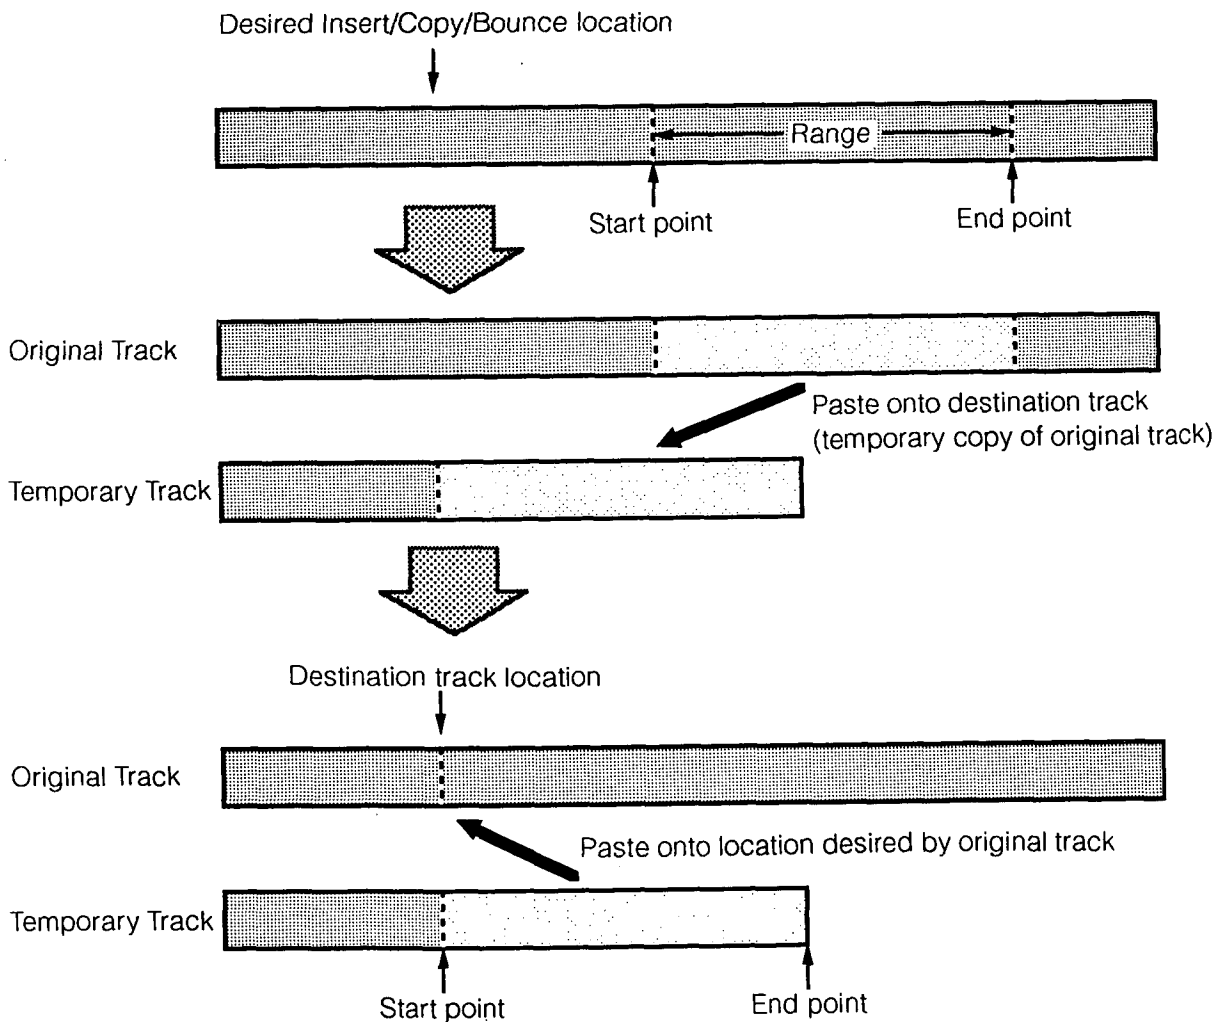 Desired Insert/Copy/Bounce location
Range
Start point
End point
Original Track
Paste onto destination track
(temporary copy of original track)
Temporary Track
Destination track location
Original Track
Paste onto location desired by original track
Temporary Track
Start point
End point